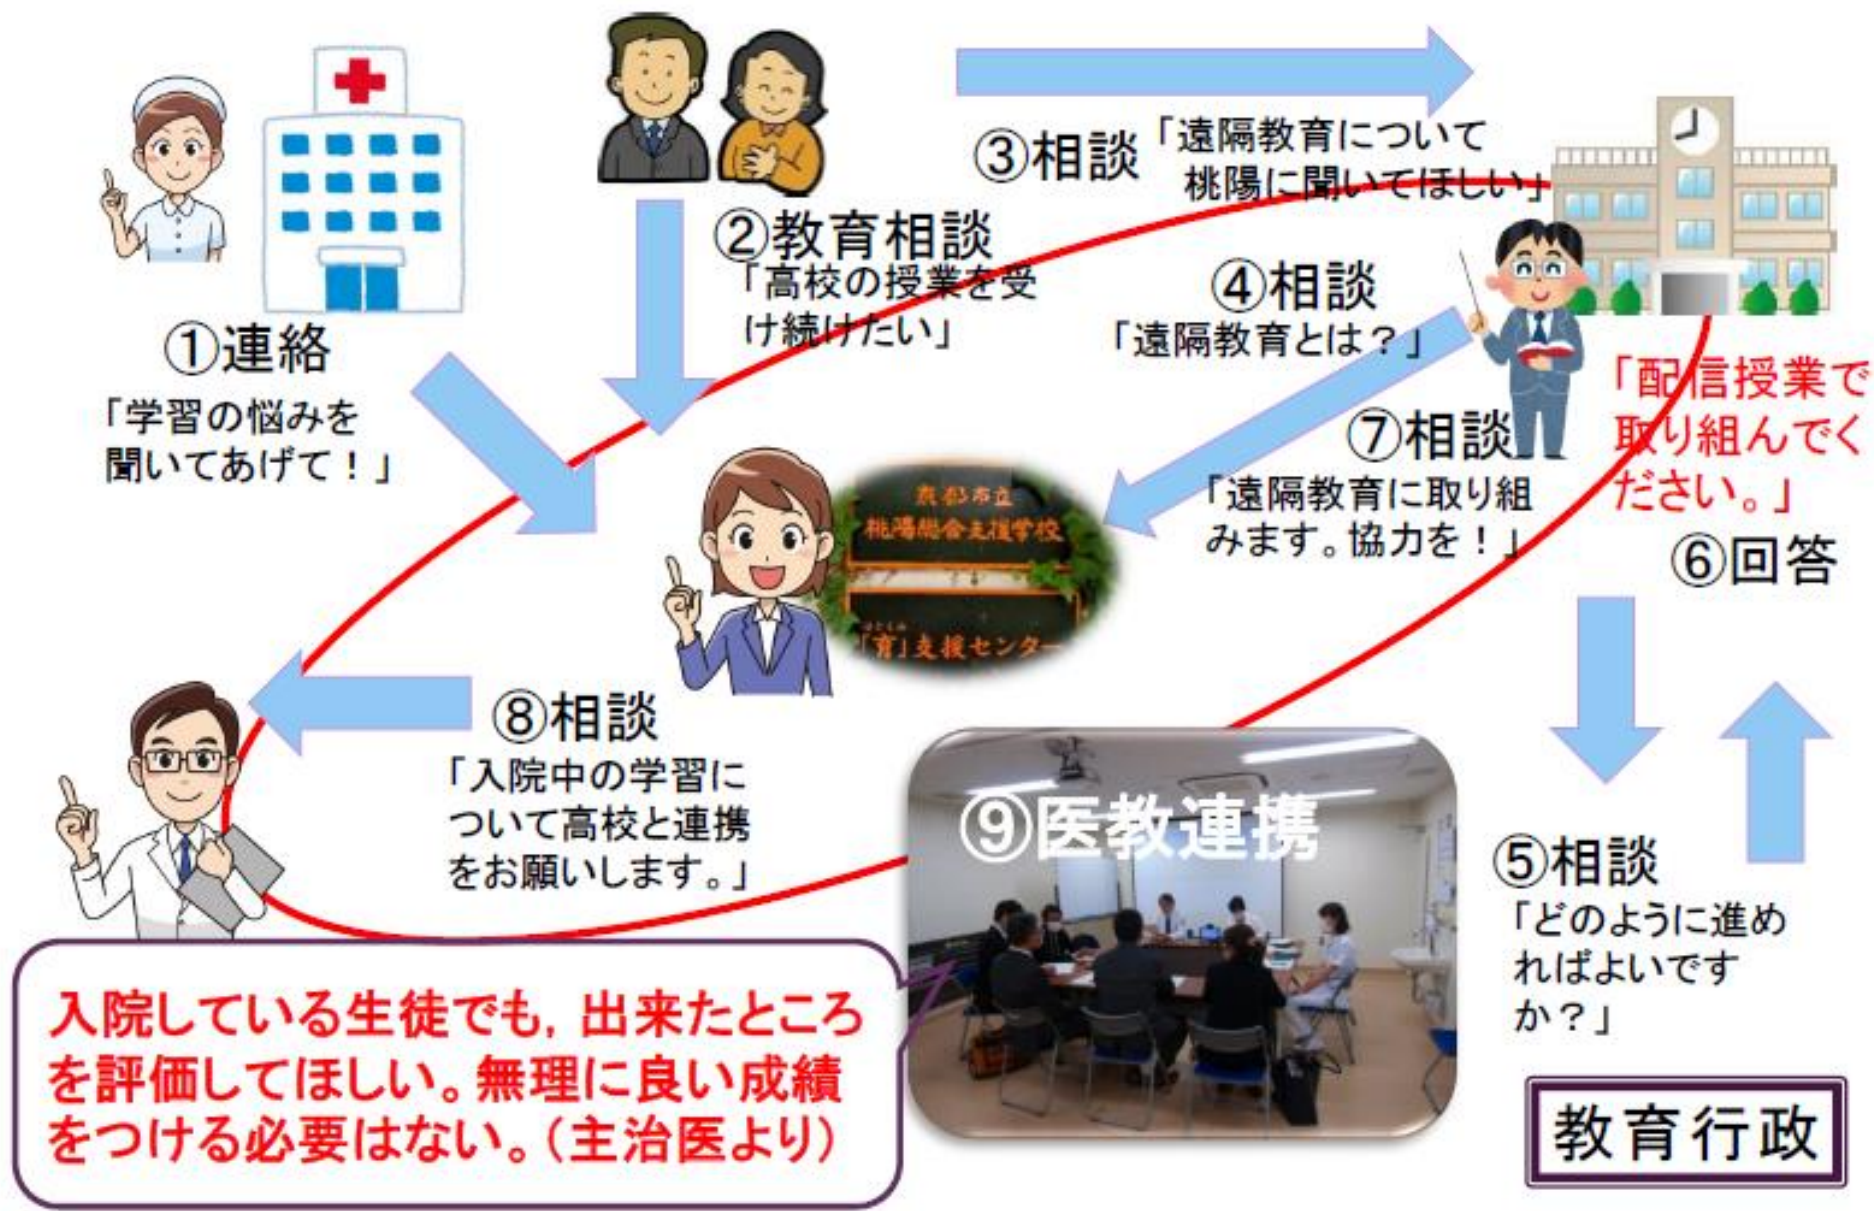 ①連絡
「学習の悩みを
聞いてあげて！」
②教育相談
「高校の授業を受
け続けたい」
③相談
「遠隔教育について
桃陽に聞いてほしい」
④相談
「遠隔教育とは？」
⑦相談
「遠隔教育に取り組
みます。協力を！」
「配信授業で
取り組んでく
ださい。」
⑥回答
京都市立
桃陽総合支援学校
はぐくみ
「育」支援センター
⑧相談
「入院中の学習に
ついて高校と連携
をお願いします。」
⑨医教連携
⑤相談
「どのように進め
ればよいです
か？」
入院している生徒でも，出来たところ
を評価してほしい。無理に良い成績
をつける必要はない。（主治医より）
教育行政